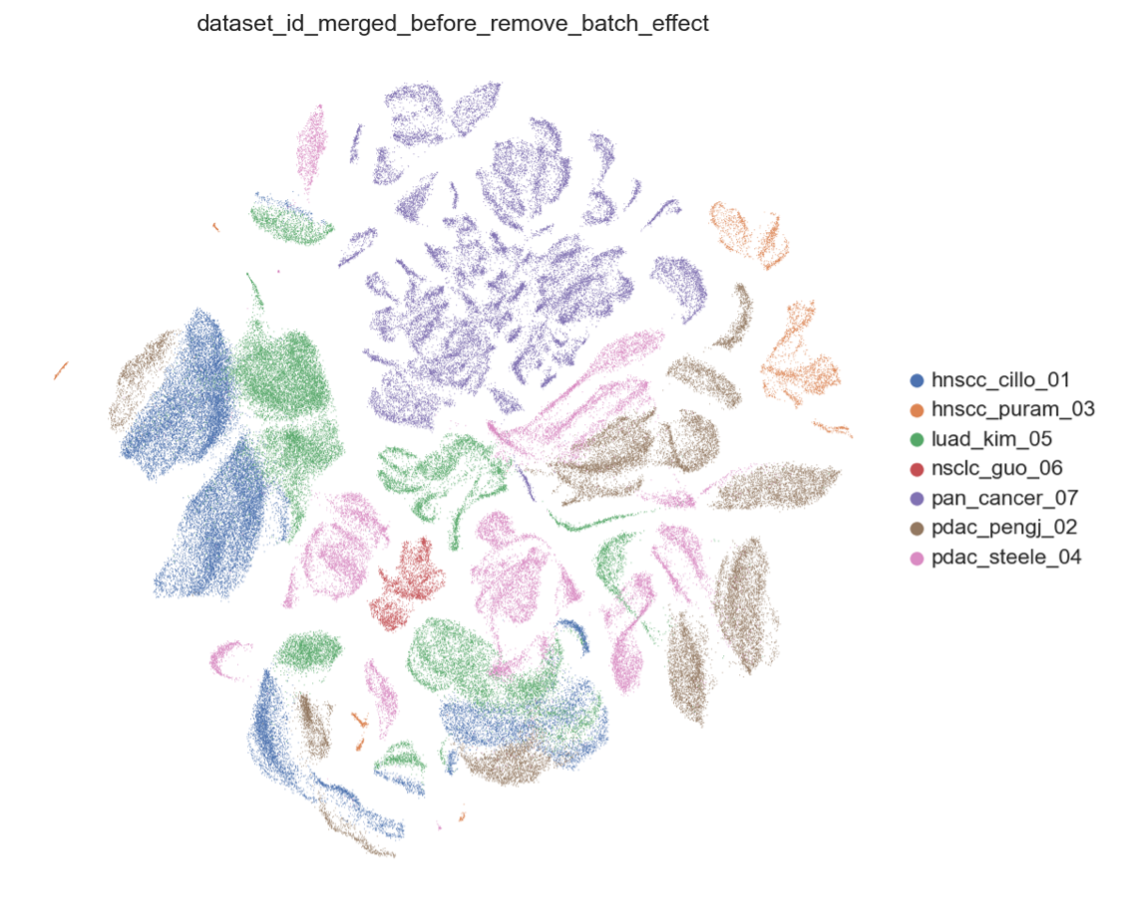 dataset_id_merged_before_remove_batch_effect
hnscc_cillo_01
hnscc_puram_03
luad_kim_05
nsclc_guo_06
pan_cancer_07
pdac_pengj_02
pdac_steele_04